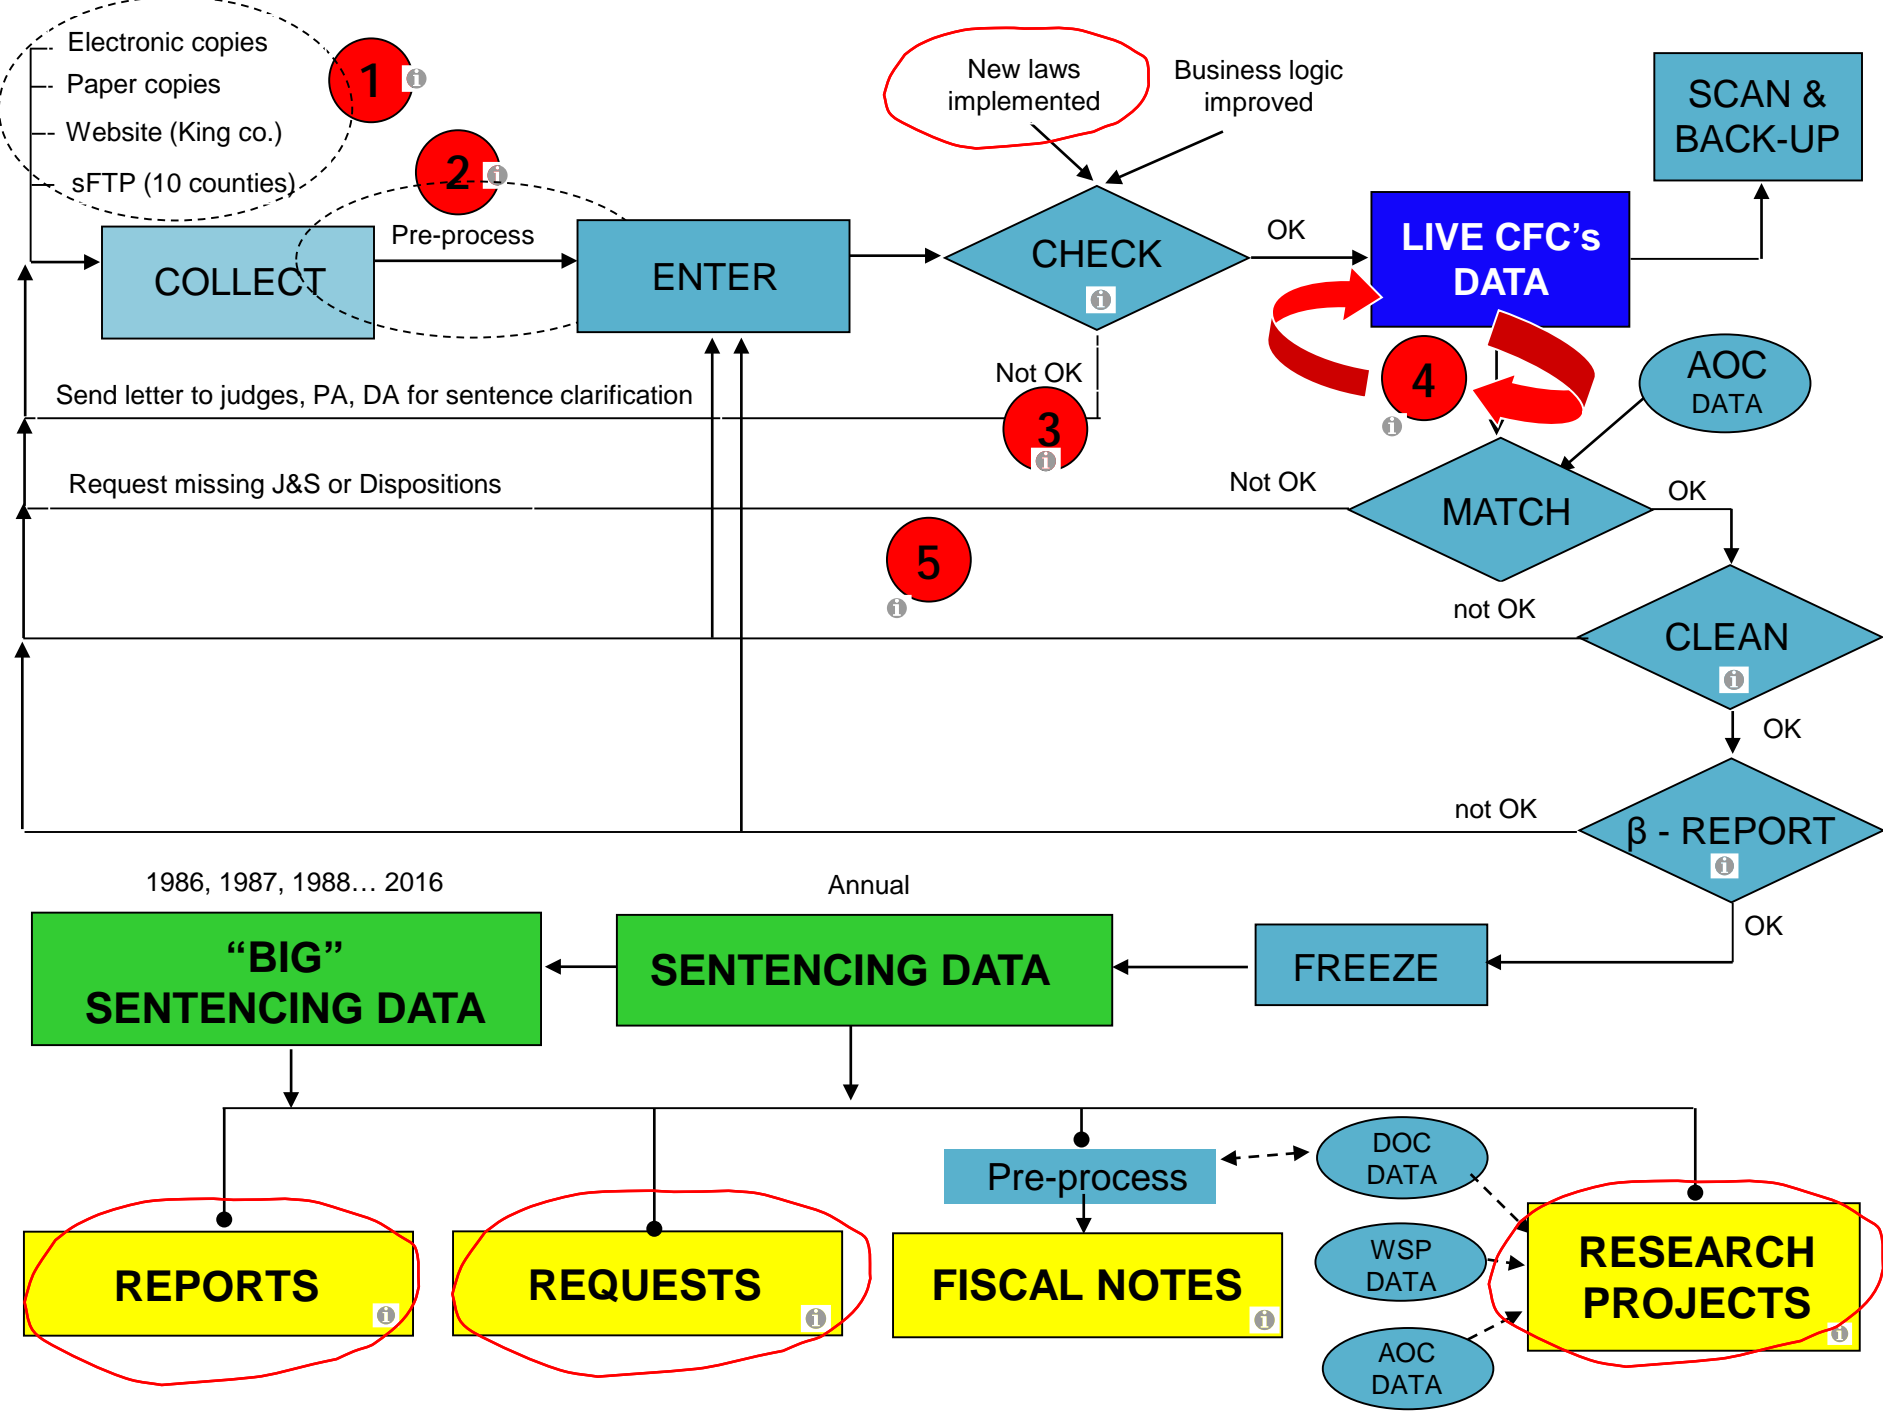 Electronic copies
Paper copies
Website (King co.)
sFTP (10 counties)
1
2
Pre-process
COLLECT
ENTER
New laws
implemented
Business logic
improved
CHECK
OK
LIVE CFC's
DATA
SCAN &
BACK-UP
Not OK
3
4
AOC
DATA
Send letter to judges, PA, DA for sentence clarification
Request missing J&S or Dispositions
Not OK
MATCH
OK
5
not OK
CLEAN
OK
not OK
β - REPORT
OK
1986, 1987, 1988… 2016
Annual
“BIG”
SENTENCING DATA
SENTENCING DATA
FREEZE
Pre-process
DOC
DATA
WSP
DATA
AOC
DATA
REPORTS
REQUESTS
FISCAL NOTES
RESEARCH
PROJECTS